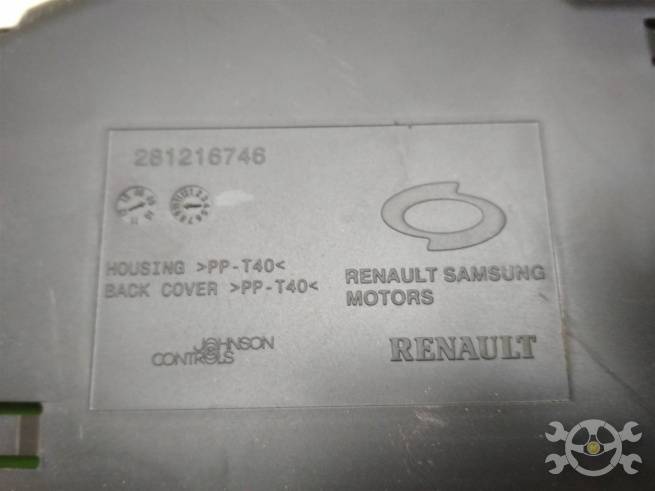 281216746
HOUSING >PP-T40<
BACK COVER >PP-T40<
RENAULT SAMSUNG
MOTORS
JOHNSON
CONTROLS
RENAULT